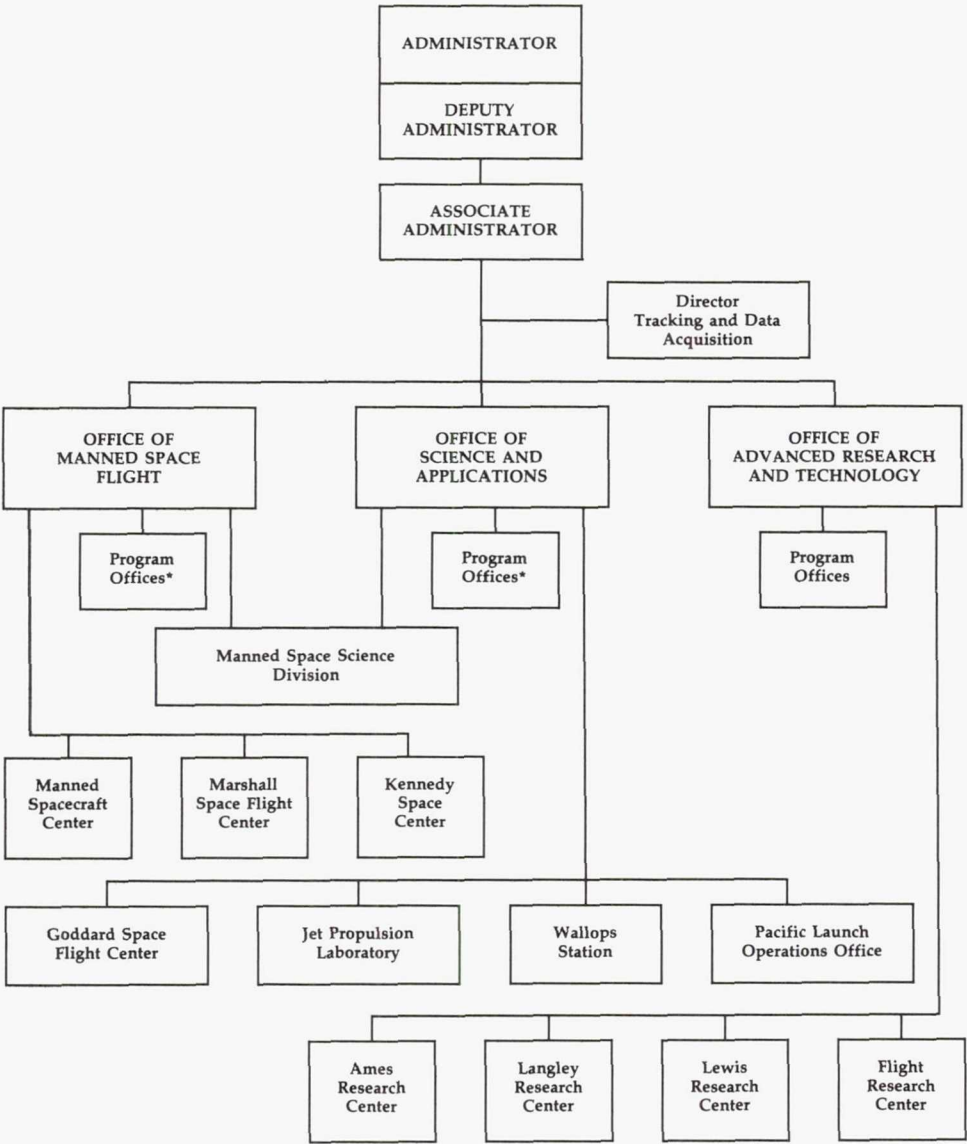 ADMINISTRATOR
DEPUTY
ADMINISTRATOR
ASSOCIATE
ADMINISTRATOR
Director
Tracking and Data
Acquisition
OFFICE OF
MANNED SPACE
FLIGHT
OFFICE OF
SCIENCE AND
APPLICATIONS
OFFICE OF
ADVANCED RESEARCH
AND TECHNOLOGY
Program
Offices*
Program
Offices*
Program
Offices
Manned Space Science
Division
Manned
Spacecraft
Center
Marshall
Space Flight
Center
Kennedy
Space
Center
Goddard Space
Flight Center
Jet Propulsion
Laboratory
Wallops
Station
Pacific Launch
Operations Office
Ames
Research
Center
Langley
Research
Center
Lewis
Research
Center
Flight
Research
Center